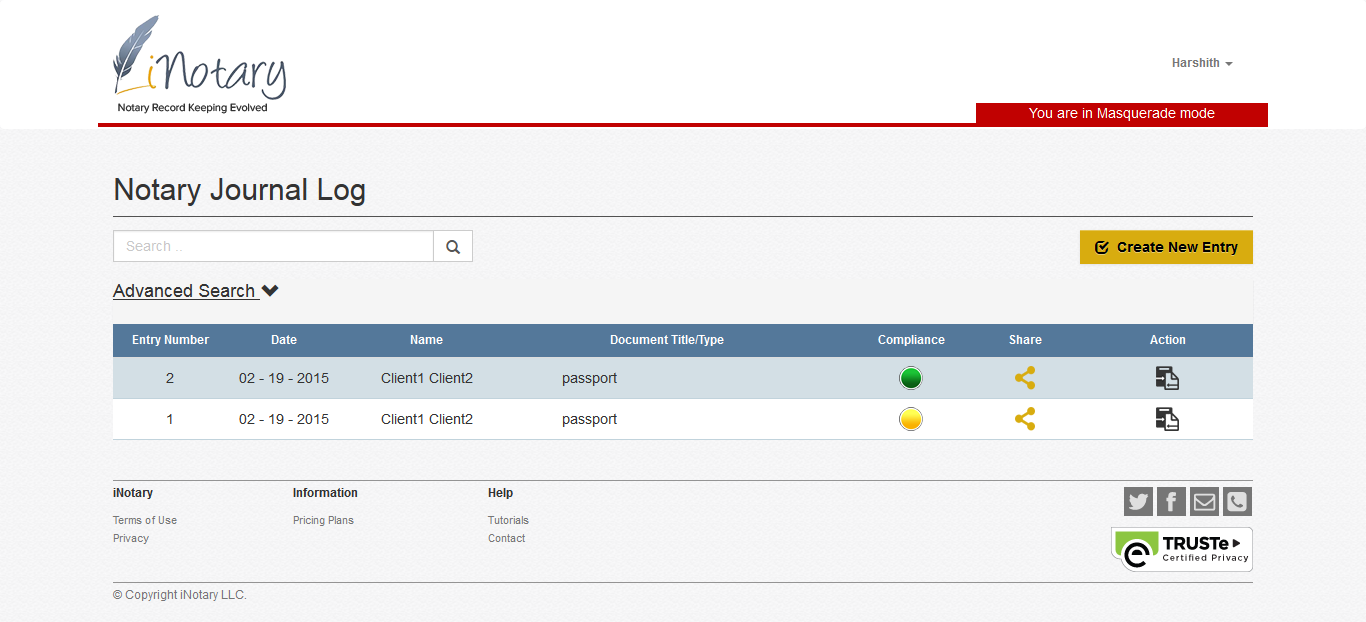 iNotary
Notary Record Keeping Evolved
Harshith
You are in Masquerade mode
Notary Journal Log
Search ..
Create New Entry
Advanced Search
Entry Number Date Name Document Title/Type Compliance Share Action
2 02 - 19 - 2015 Client1 Client2 passport
1 02 - 19 - 2015 Client1 Client2 passport
iNotary Information Help
Terms of Use Pricing Plans Tutorials
Privacy Contact
TRUSTe
Certified Privacy
© Copyright iNotary LLC.